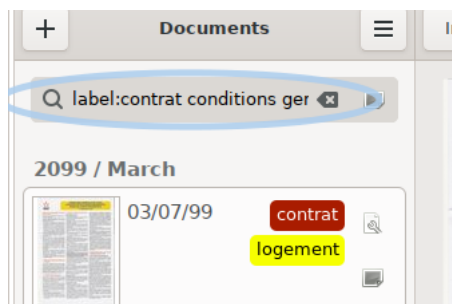 Documents
label:contrat conditions ger
2099 / March
03/07/99
contrat
logement